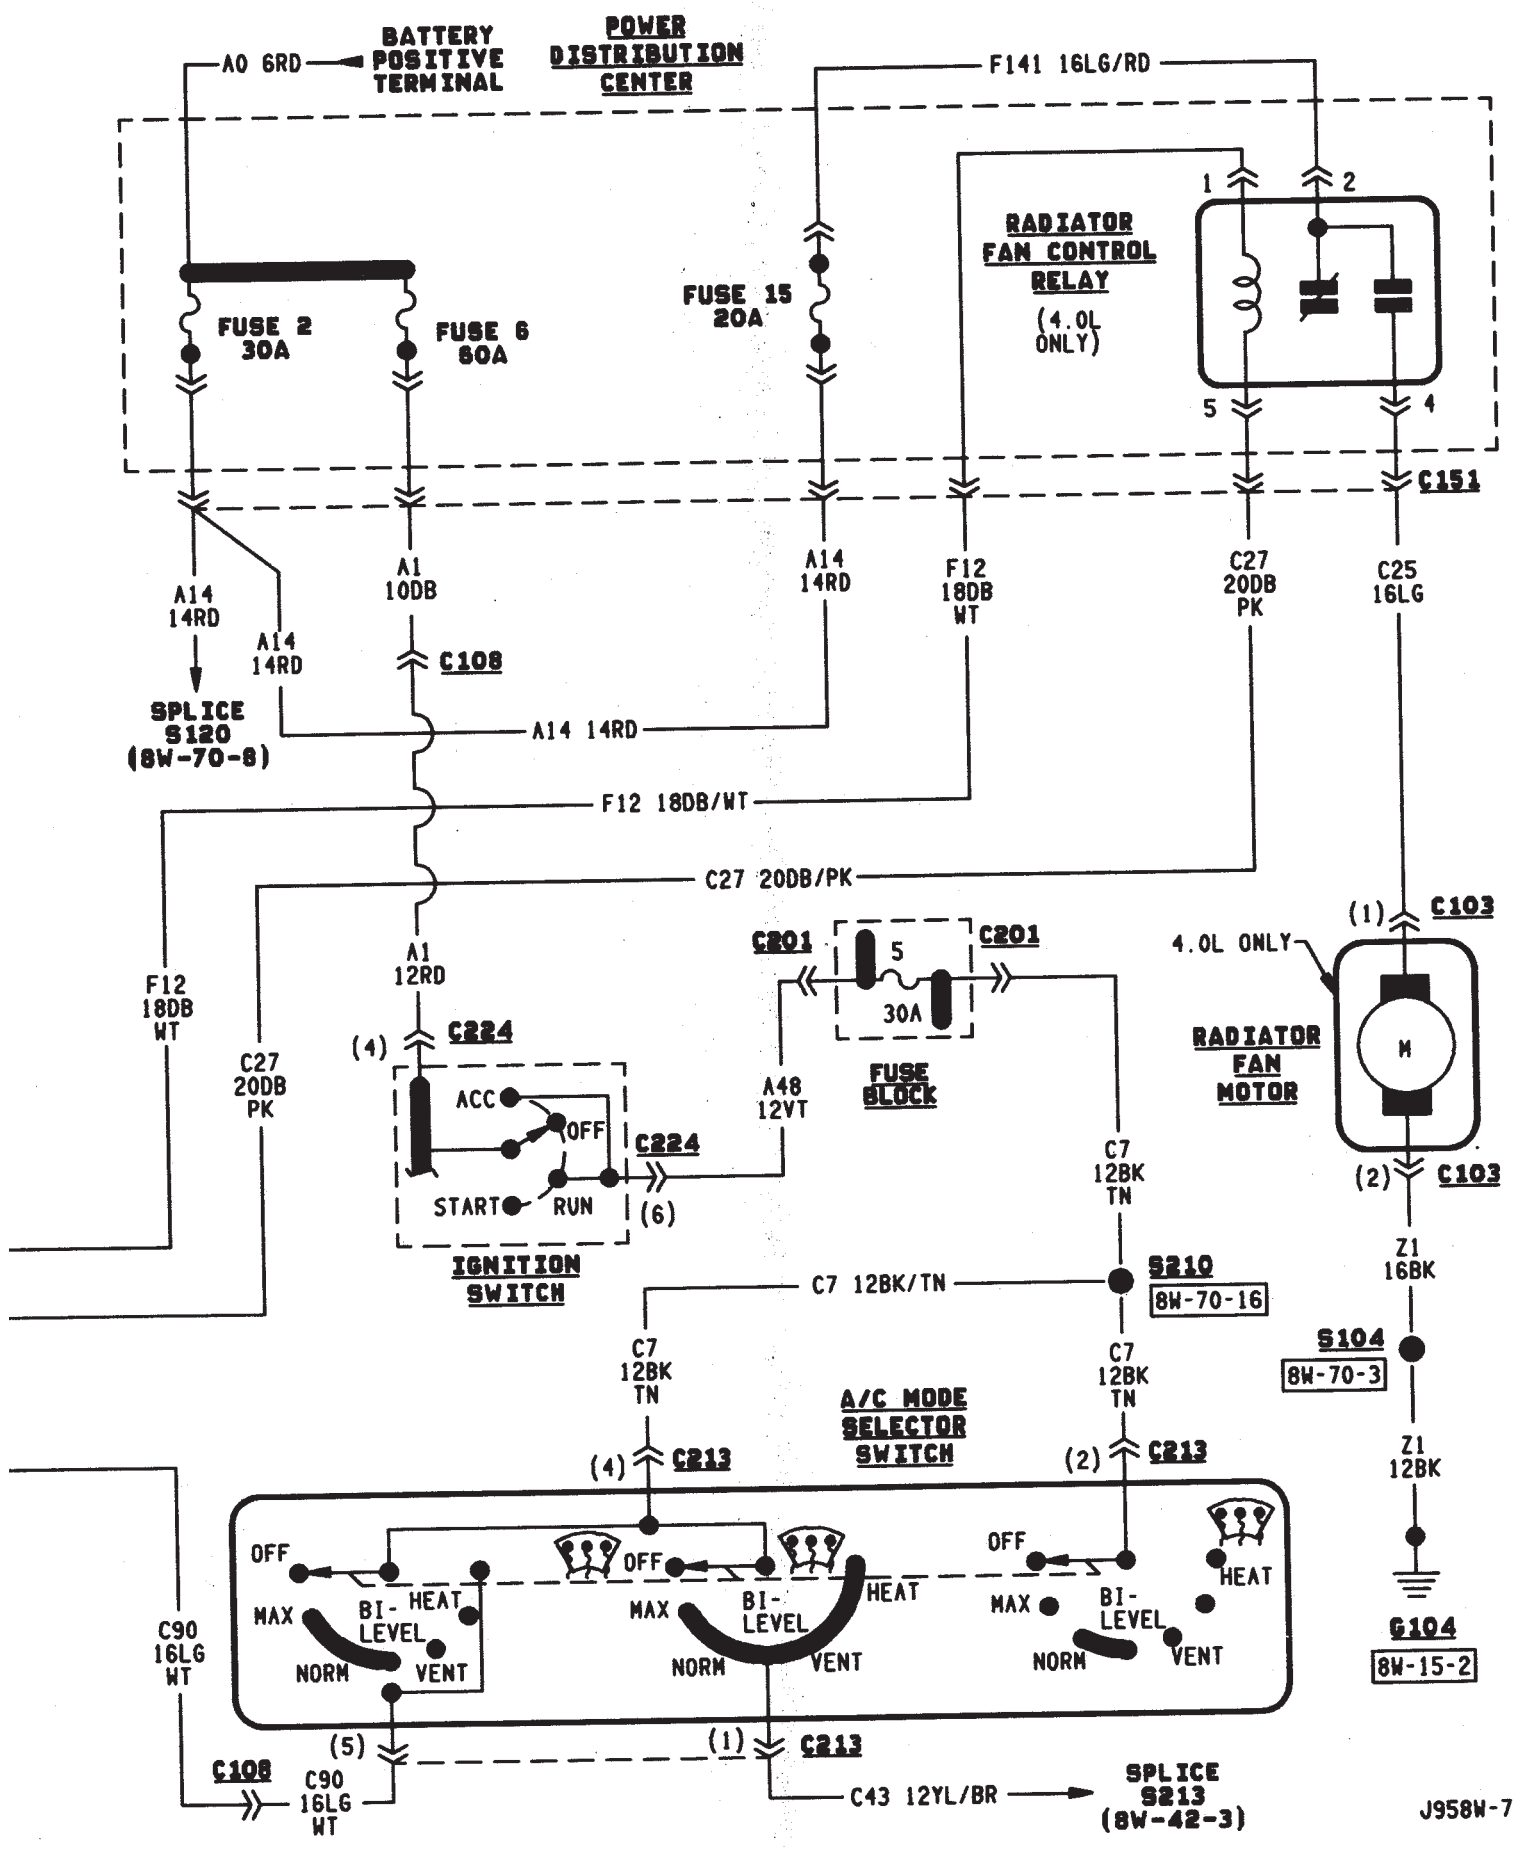 BATTERY
POSITIVE
TERMINAL
A0 6RD
POWER
DISTRIBUTION
CENTER
F141 16LG/RD
1
2
RADIATOR
FAN CONTROL
RELAY
(4.0L
ONLY)
FUSE 2
30A
FUSE 6
60A
FUSE 15
20A
5
4
C151
A14
14RD
A14
14RD
A1
10DB
A14
14RD
F12
18DB
WT
C27
20DB
PK
C25
16LG
C108
SPLICE
S120
(8W-70-8)
A14 14RD
F12 18DB/WT
C27 20DB/PK
A1
12RD
F12
18DB
WT
C27
20DB
PK
C201
5
30A
C201
FUSE
BLOCK
(1)
C103
4.0L ONLY
RADIATOR
FAN
MOTOR
M
(2)
C103
(4)
C224
ACC
OFF
START
RUN
C224
(6)
IGNITION
SWITCH
A48
12VT
C7
12BK
TN
Z1
16BK
C7 12BK/TN
S210
8W-70-16
S104
8W-70-3
C7
12BK
TN
C7
12BK
TN
A/C MODE
SELECTOR
SWITCH
Z1
12BK
(4)
C213
(2)
C213
OFF
MAX
NORM
BI-
LEVEL
HEAT
VENT
OFF
MAX
NORM
BI-
LEVEL
HEAT
VENT
OFF
MAX
NORM
BI-
LEVEL
HEAT
VENT
G104
8W-15-2
C90
16LG
WT
(5)
(1)
C213
C108
C90
16LG
WT
C43 12YL/BR
SPLICE
S213
(8W-42-3)
J958W-7